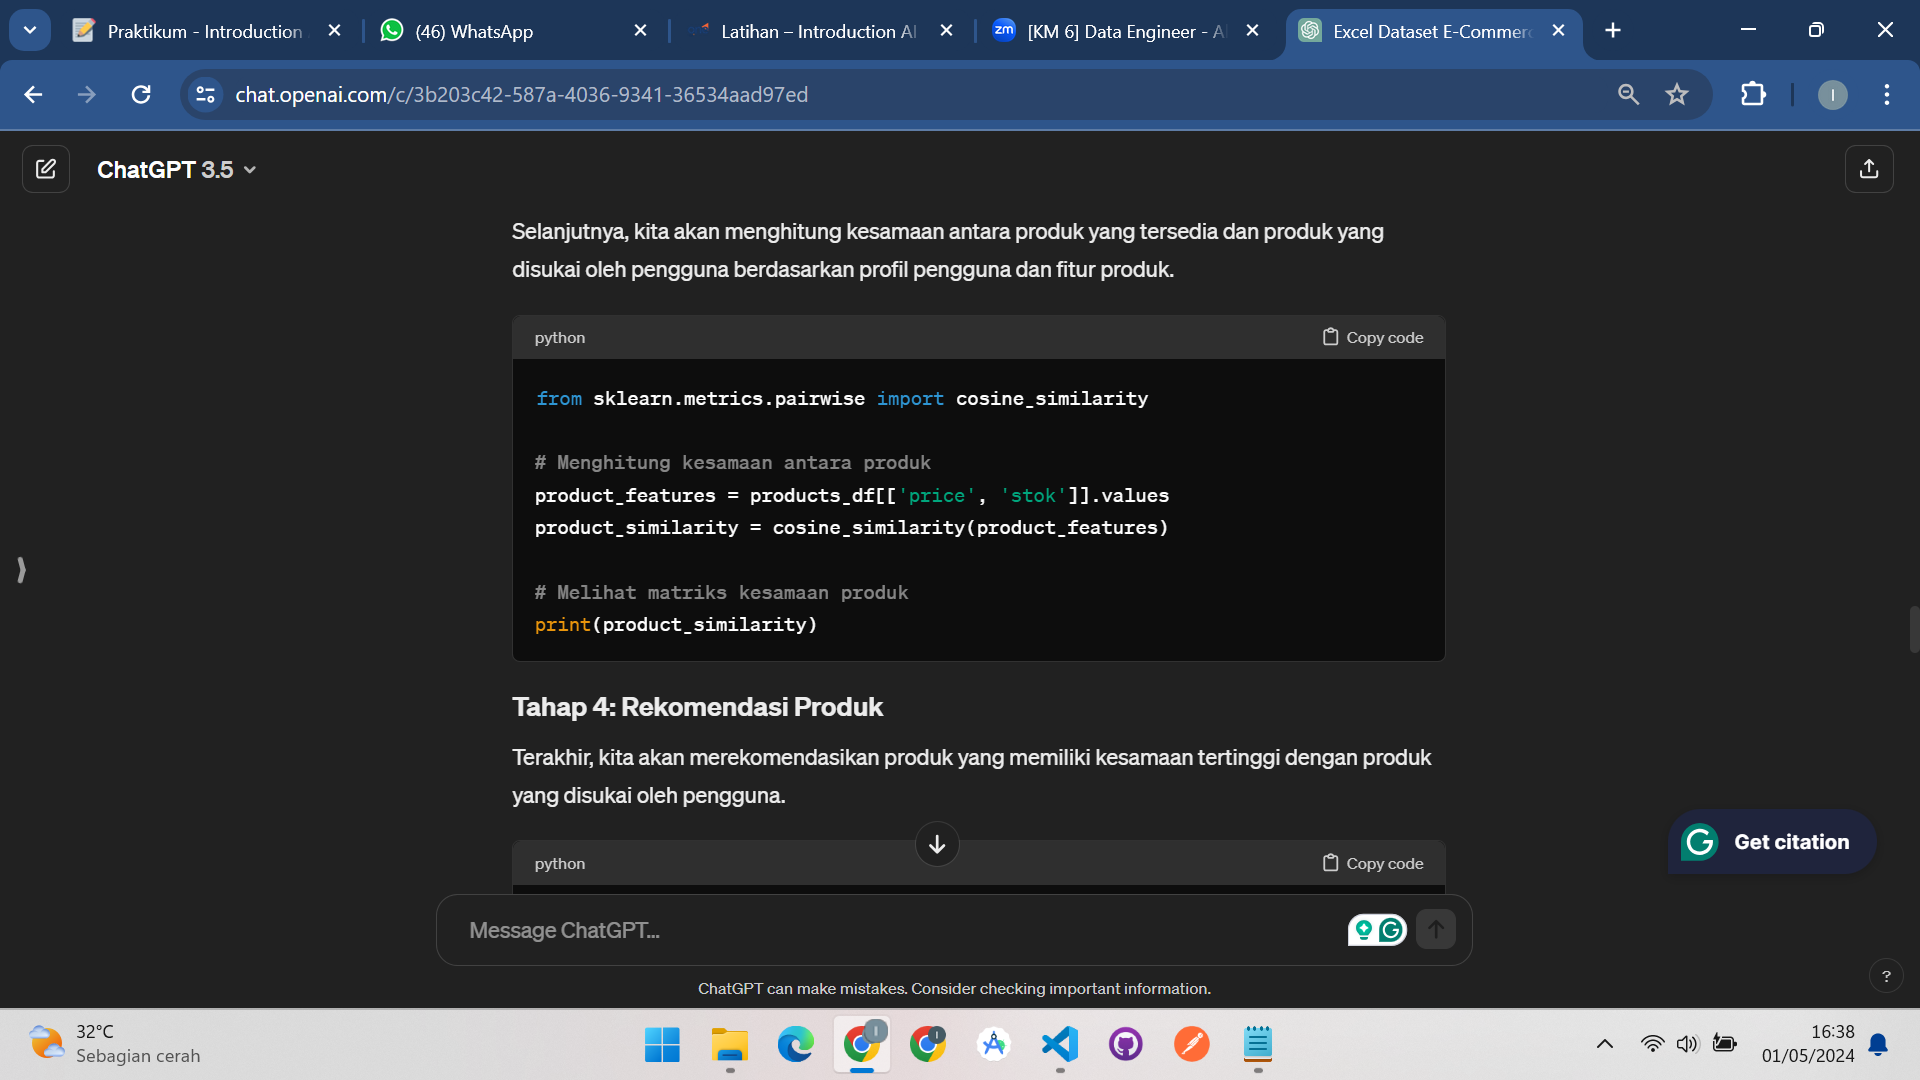 Praktikum - Introduction
(46) WhatsApp
Latihan – Introduction AI
zm
[KM 6] Data Engineer - A
Excel Dataset E-Commerc
chat.openai.com/c/3b203c42-587a-4036-9341-36534aad97ed
I
ChatGPT 3.5
Selanjutnya, kita akan menghitung kesamaan antara produk yang tersedia dan produk yang
disukai oleh pengguna berdasarkan profil pengguna dan fitur produk.
python
Copy code
from sklearn.metrics.pairwise import cosine_similarity
# Menghitung kesamaan antara produk
product_features = products_df[['price', 'stok']].values
product_similarity = cosine_similarity(product_features)
# Melihat matriks kesamaan produk
print(product_similarity)
Tahap 4: Rekomendasi Produk
Terakhir, kita akan merekomendasikan produk yang memiliki kesamaan tertinggi dengan produk
yang disukai oleh pengguna.
Get citation
python
Copy code
Message ChatGPT...
ChatGPT can make mistakes. Consider checking important information.
?
32°C
Sebagian cerah
16:38
01/05/2024